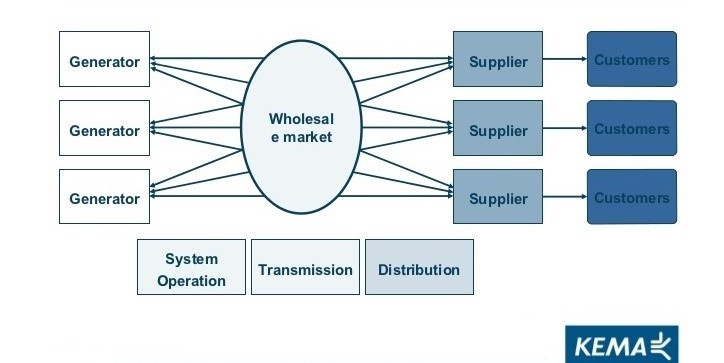 Generator
Supplier
Customers
Wholesal
e market
Generator
Supplier
Customers
Generator
Supplier
Customers
System
Operation
Transmission
Distribution
KEMA